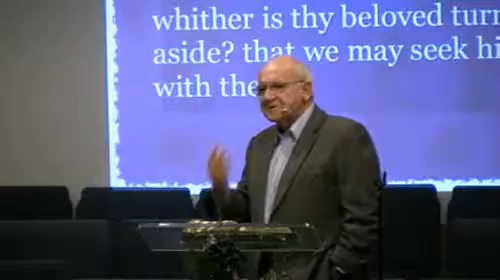 whither is thy beloved turn
aside? that we may seek hi
with the